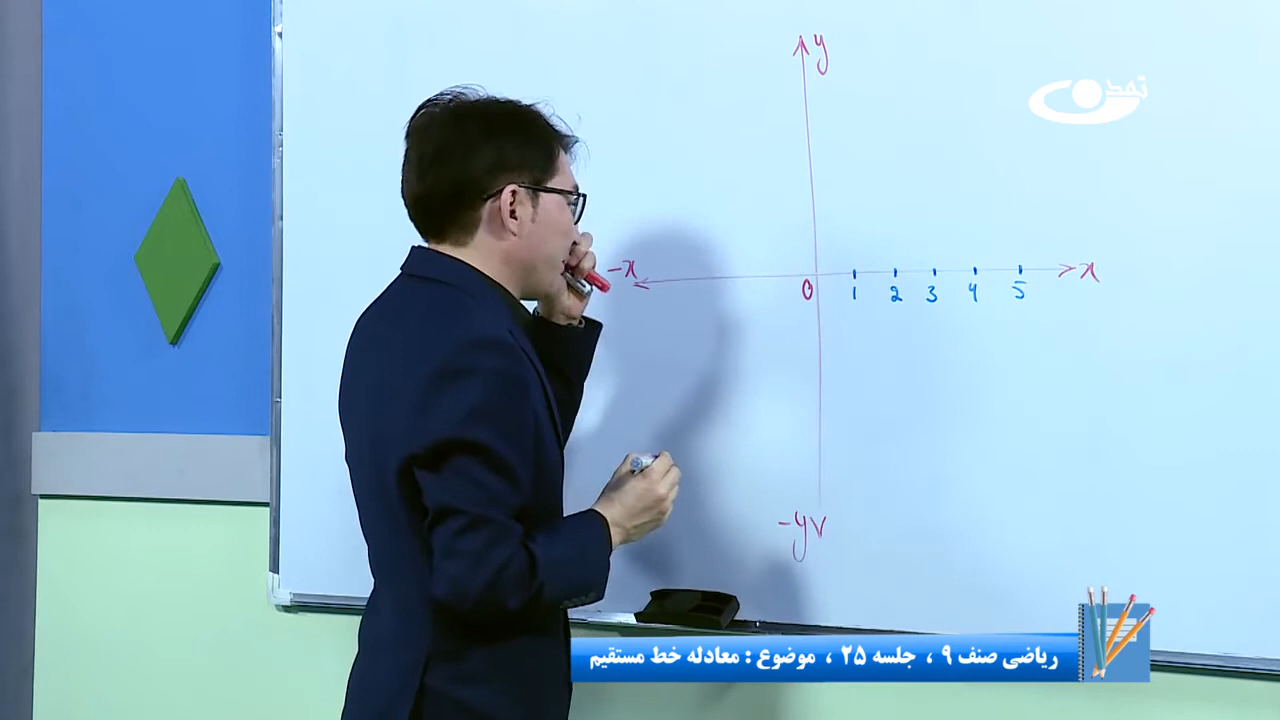 y
تمدن
-x
x
0 1 2 3 4 5
-y
ریاضی صنف ۹ ، جلسه ۲۵ ، موضوع : معادله خط مستقیم